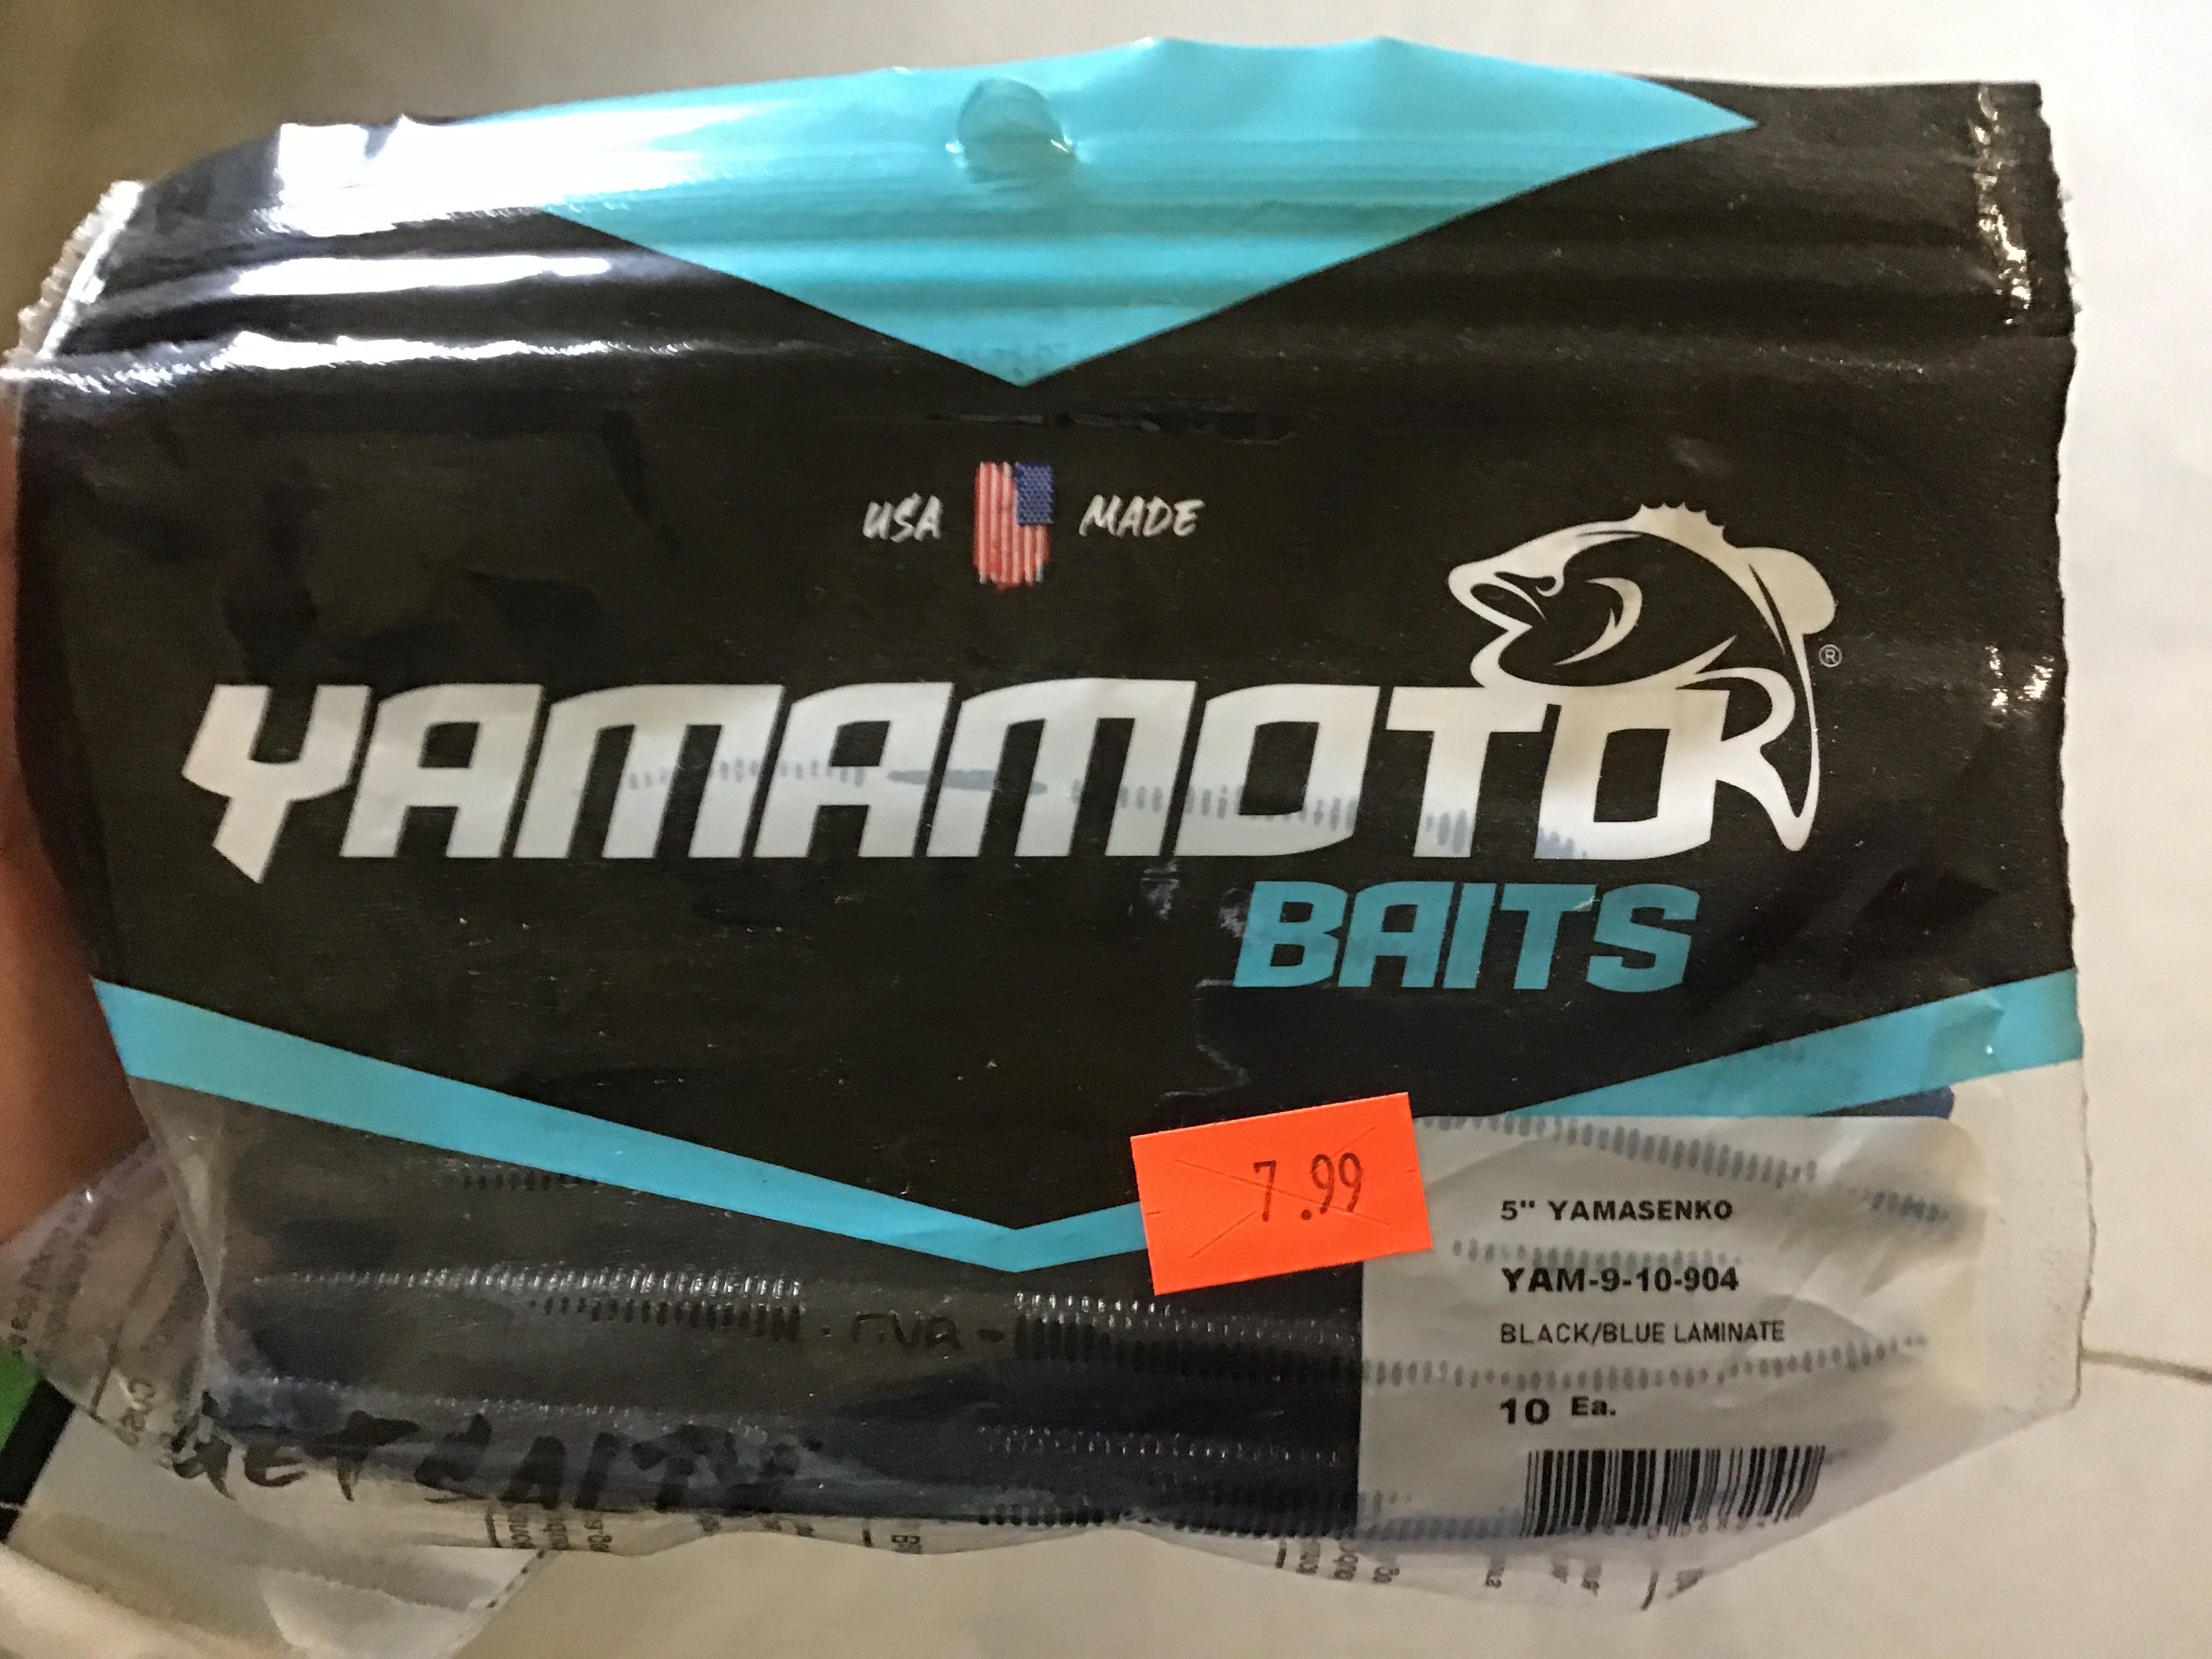 USA MADE
YAMAMOTO
®
BAITS
7.99
5" YAMASENKO
YAM-9-10-904
BLACK/BLUE LAMINATE
10 Ea.